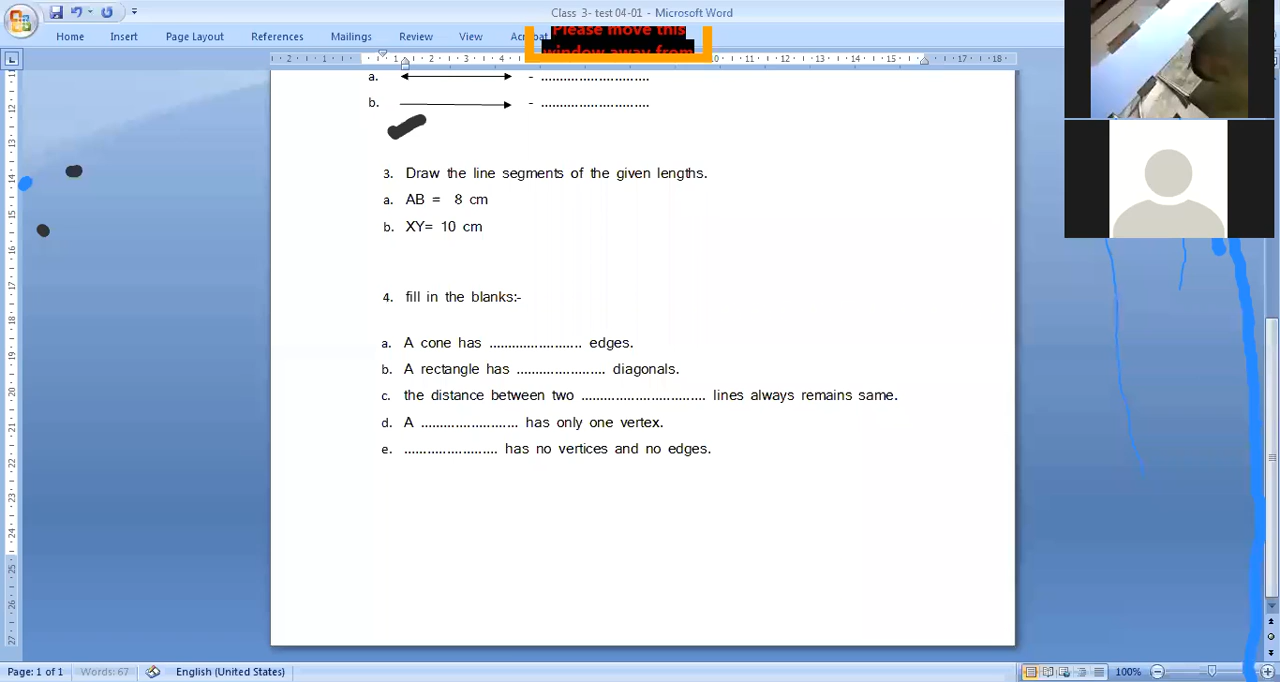 Class 3- test 04-01 - Microsoft Word
Home Insert Page Layout References Mailings Review View
Please move this
window away from
a. - ..............................
b. - ..............................
3. Draw the line segments of the given lengths.
a. AB = 8 cm
b. XY= 10 cm
4. fill in the blanks:-
a. A cone has ......................... edges.
b. A rectangle has ........................ diagonals.
c. the distance between two ................................. lines always remains same.
d. A .......................... has only one vertex.
e. ......................... has no vertices and no edges.
Page: 1 of 1 Words: 67 English (United States) 100%